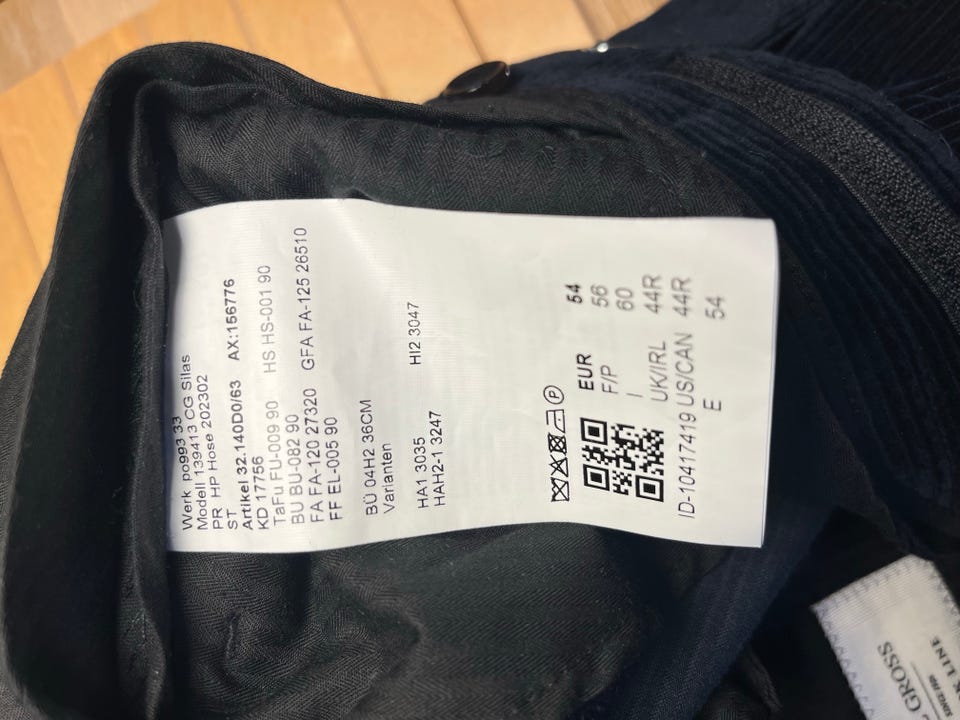 Werk po993 33
Modell 139413 CG Silas
PR HP Hose 202302
ST
Artikel 32.140D0/63 AX:156776
KD 17756
TaFu FU-009 90 HS HS-001 90
BU BU-082 90
FA FA-120 27320 GFA FA-125 26510
FF EL-005 90
BÜ 04H2 36CM
Varianten
HA1 3035 HI2 3047
HAH2-1 3247
P
EUR 54
F/P 56
I 60
UK/IRL 44R
US/CAN 44R
E 54
ID-10417419
GROSS
K LINE